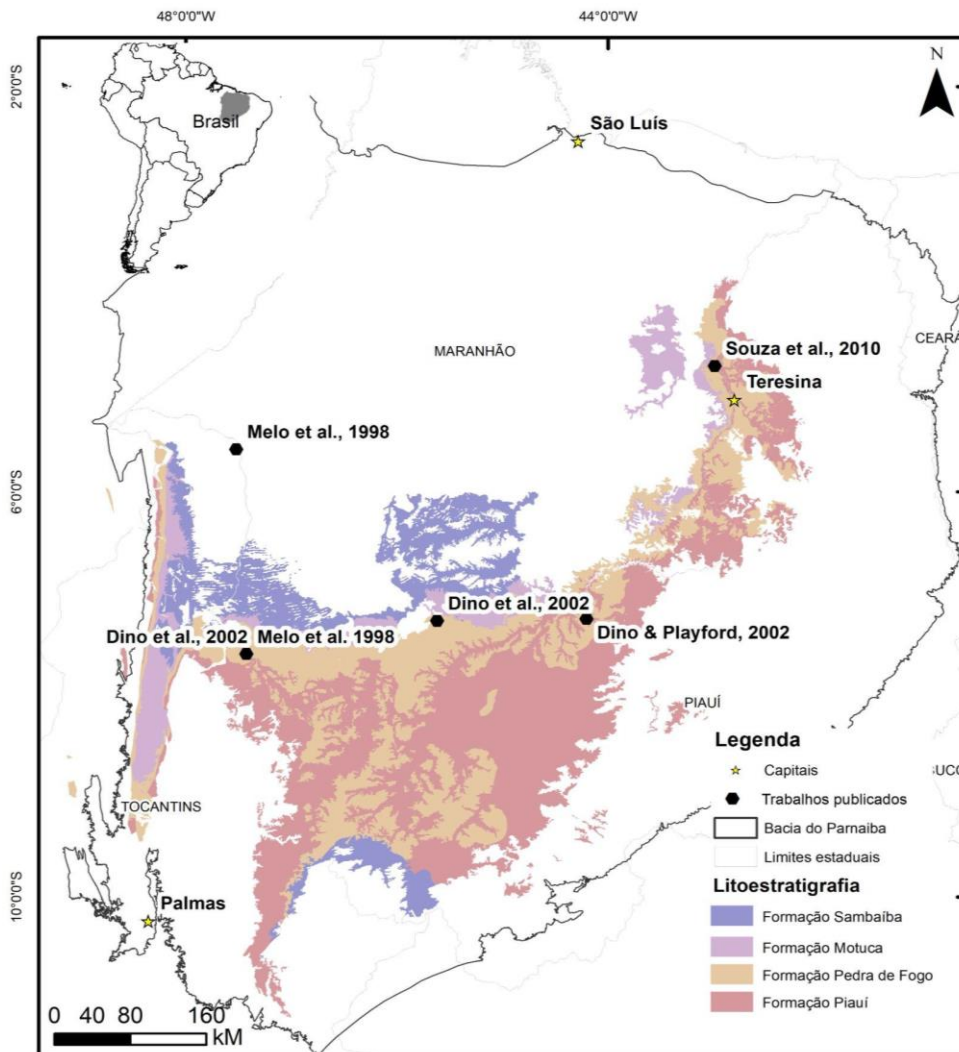 48°0'0"W 44°0'0"W
2°0'0"S
N
Brasil
São Luís
MARANHÃO
CEARÁ
Souza et al., 2010
Teresina
Melo et al., 1998
6°0'0"S
Dino et al., 2002
Dino et al., 2002 Melo et al. 1998
Dino & Playford, 2002
PIAUÍ
Legenda
Capitais
BUCO
Trabalhos publicados
TOCANTINS
Bacia do Parnaiba
Limites estaduais
10°0'0"S
Litoestratigrafia
Palmas
Formação Sambaíba
Formação Motuca
Formação Pedra de Fogo
Formação Piauí
0 40 80 160
kM